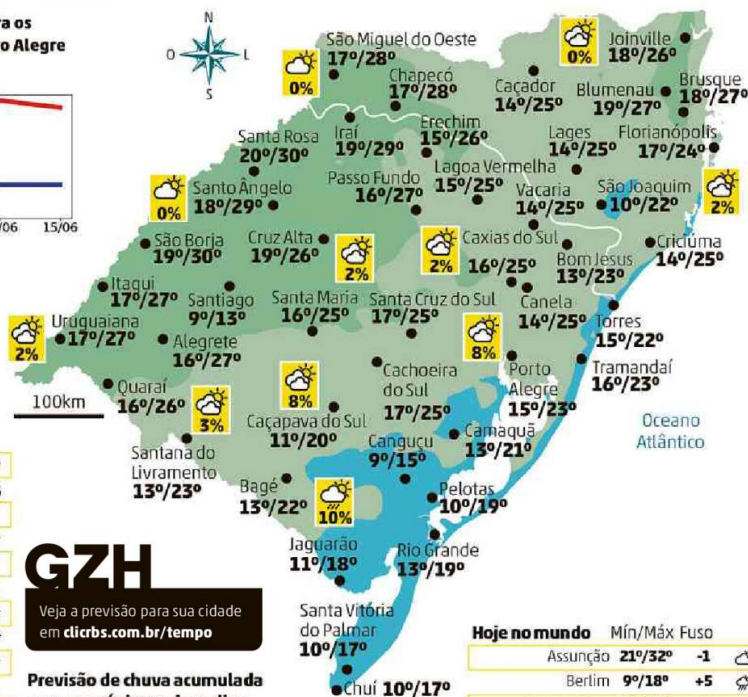 ra os
o Alegre
/06
15/06
N
O
L
S
São Miguel do Oeste
17º/28º
0%
Chapecó
17º/28º
Caçador
14º/25º
0%
Joinville
18º/26º
Blumenau
19º/27º
Brusque
18º/27º
Santa Rosa
20º/30º
Iraí
19º/29º
Erechim
15º/26º
Lages
14º/25º
Florianópolis
17º/24º
Lagoa Vermelha
15º/25º
Passo Fundo
16º/27º
Vacaria
14º/25º
São Joaquim
10º/22º
2%
0%
Santo Ângelo
18º/29º
São Borja
19º/30º
Cruz Alta
19º/26º
2%
2%
Caxias do Sul
16º/25º
Bom Jesus
13º/23º
Criciúma
14º/25º
Itaqui
17º/27º
Santiago
9º/13º
Santa Maria
16º/25º
Santa Cruz do Sul
17º/25º
Canela
14º/25º
Torres
15º/22º
Uruguaiana
17º/27º
2%
Alegrete
16º/27º
8%
Porto
Alegre
15º/23º
Tramandaí
16º/23º
Quaraí
16º/26º
3%
8%
Cachoeira
do Sul
17º/25º
100km
Caçapava do Sul
11º/20º
Camaquã
13º/21º
Oceano
Atlântico
Santana do
Livramento
13º/23º
Canguçu
9º/15º
Bagé
13º/22º
10%
Pelotas
10º/19º
Jaguarão
11º/18º
Rio Grande
13º/19º
Santa Vitória
do Palmar
10º/17º
Chuí 10º/17º
GZH
Veja a previsão para sua cidade
em clicrbs.com.br/tempo
Previsão de chuva acumulada
Hoje no mundo Mín/Máx Fuso
Assunção 21º/32º -1
Berlim 9º/18º +5